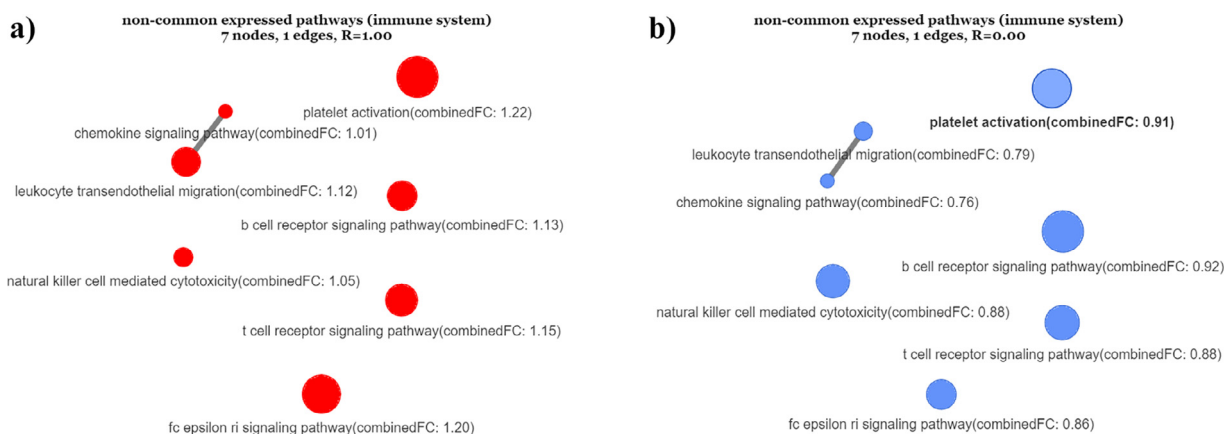 a)
non-common expressed pathways (immune system)
7 nodes, 1 edges, R=1.00
platelet activation(combinedFC: 1.22)
chemokine signaling pathway(combinedFC: 1.01)
leukocyte transendothelial migration(combinedFC: 1.12)
b cell receptor signaling pathway(combinedFC: 1.13)
natural killer cell mediated cytotoxicity(combinedFC: 1.05)
t cell receptor signaling pathway(combinedFC: 1.15)
fc epsilon ri signaling pathway(combinedFC: 1.20)
b)
non-common expressed pathways (immune system)
7 nodes, 1 edges, R=0.00
platelet activation(combinedFC: 0.91)
leukocyte transendothelial migration(combinedFC: 0.79)
chemokine signaling pathway(combinedFC: 0.76)
b cell receptor signaling pathway(combinedFC: 0.92)
natural killer cell mediated cytotoxicity(combinedFC: 0.88)
t cell receptor signaling pathway(combinedFC: 0.88)
fc epsilon ri signaling pathway(combinedFC: 0.86)